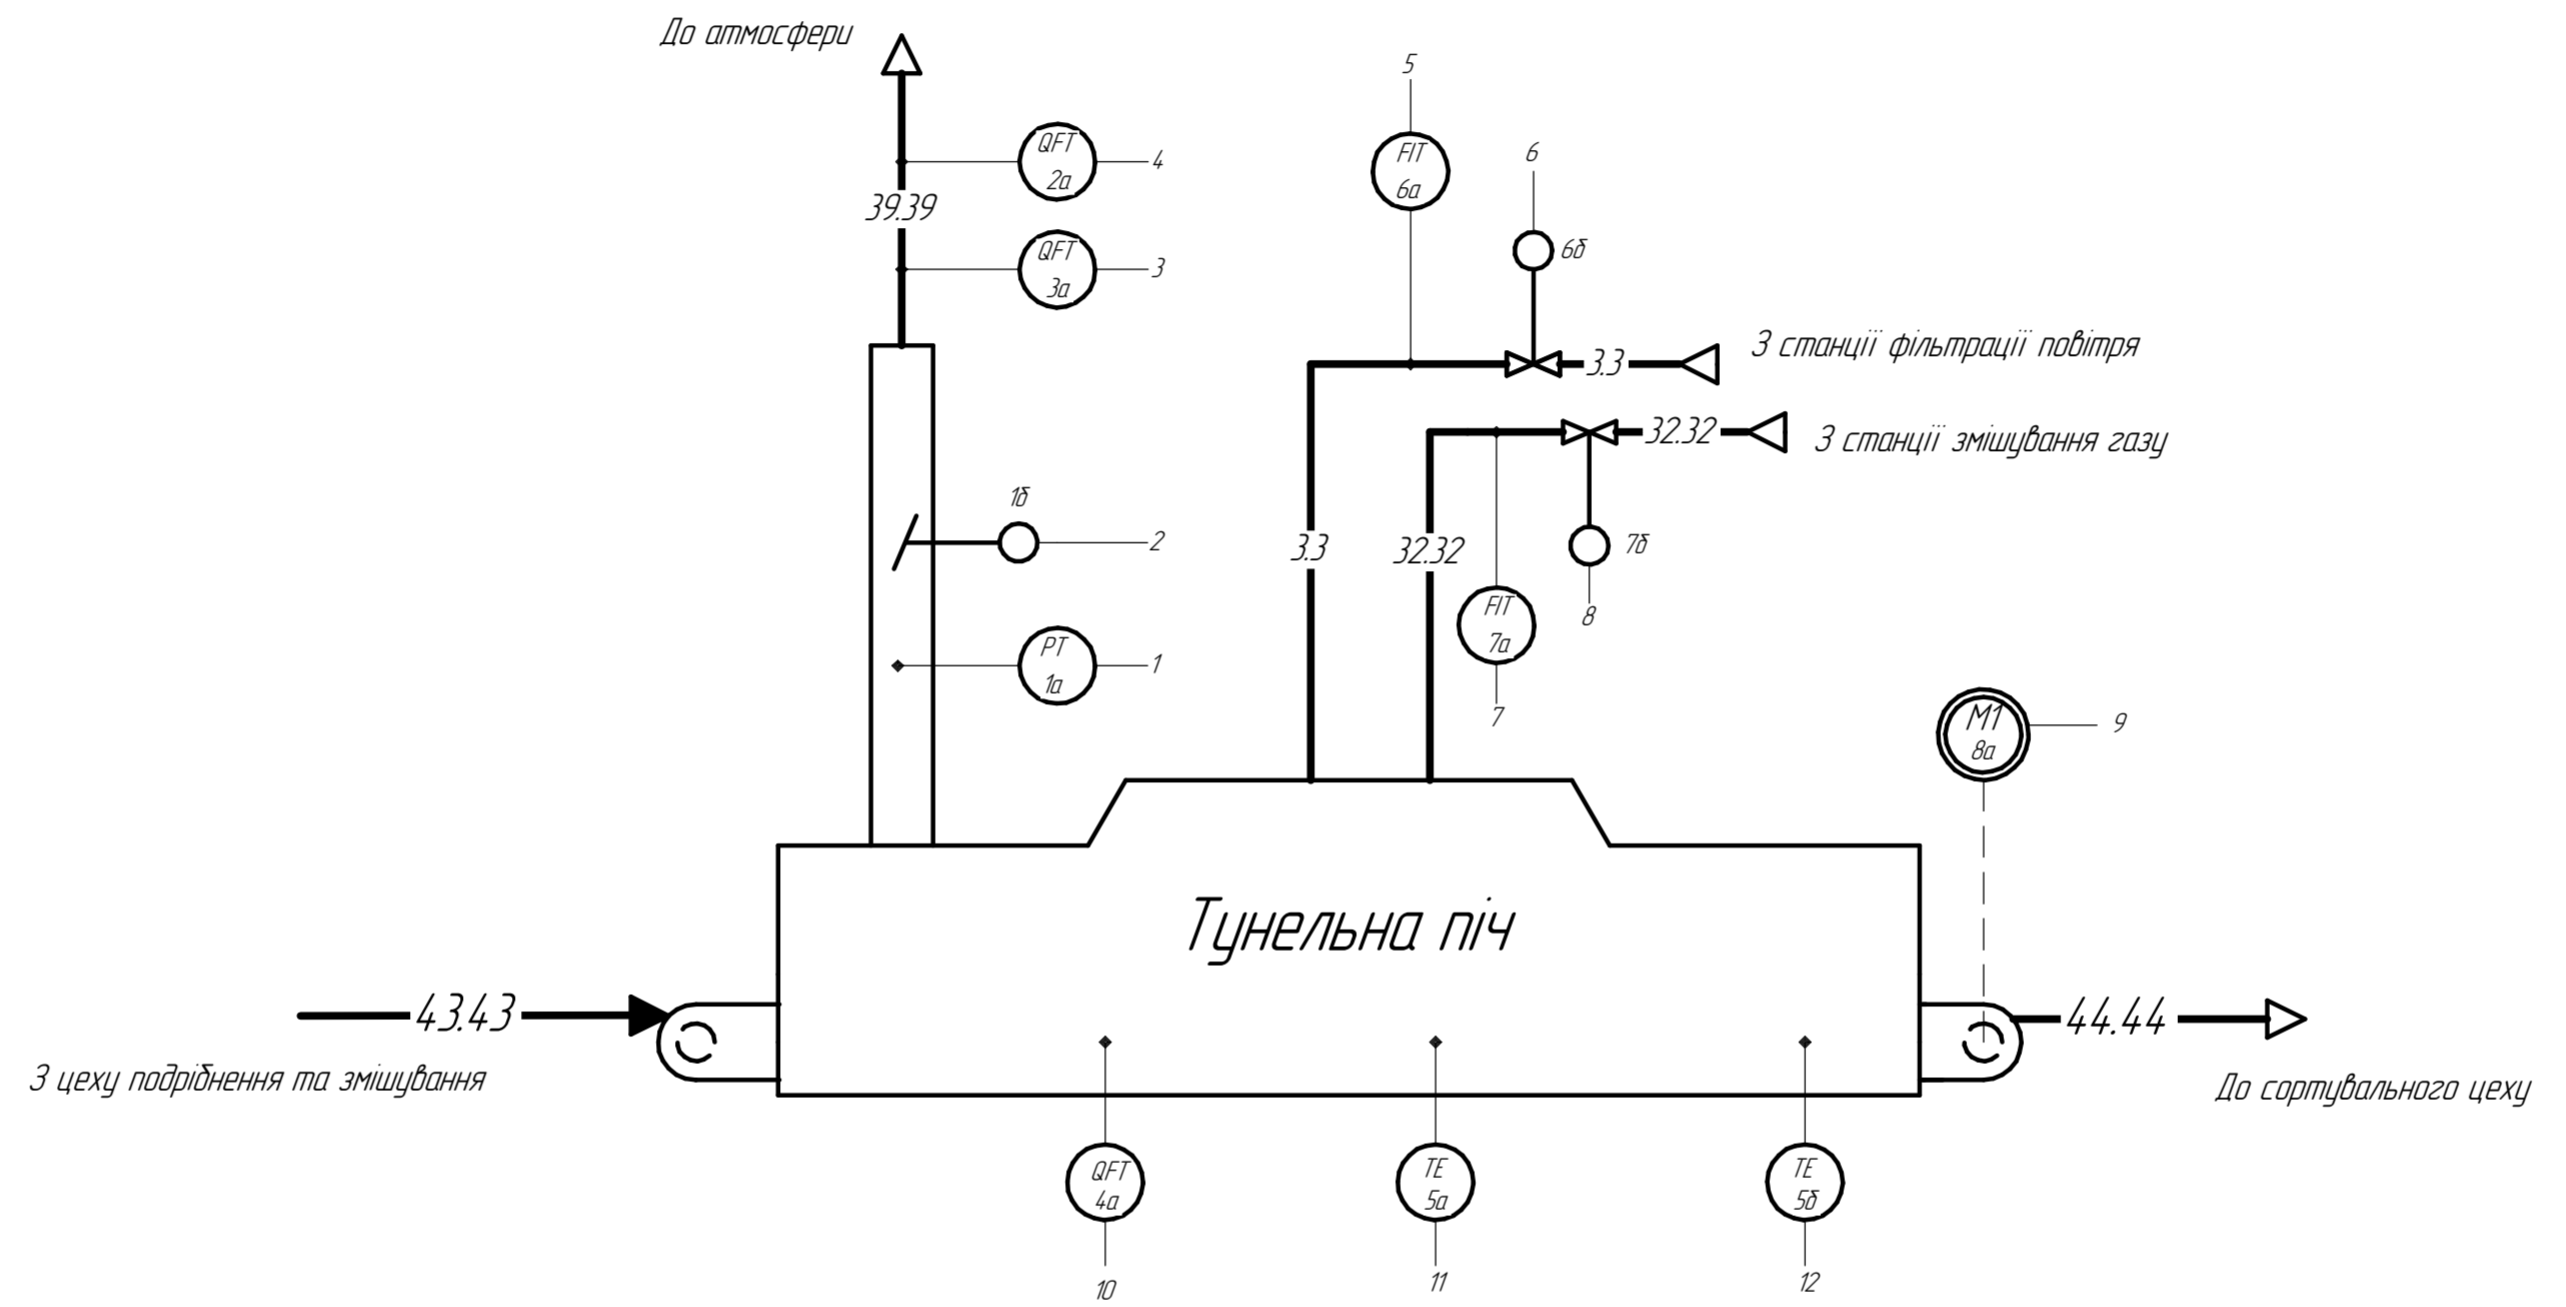 До атмосфери
QFT
2а
4
39.39
QFT
3а
3
5
FIT
6а
6
6б
3.3
З станції фільтрації повітря
32.32
З станції змішування газу
1б
2
3.3
32.32
7б
8
FIT
7а
7
PT
1а
1
М1
8а
9
Тунельна піч
43.43
З цеху подрібнення та змішування
44.44
До сортувального цеху
QFT
4а
10
TE
5а
11
TE
5б
12